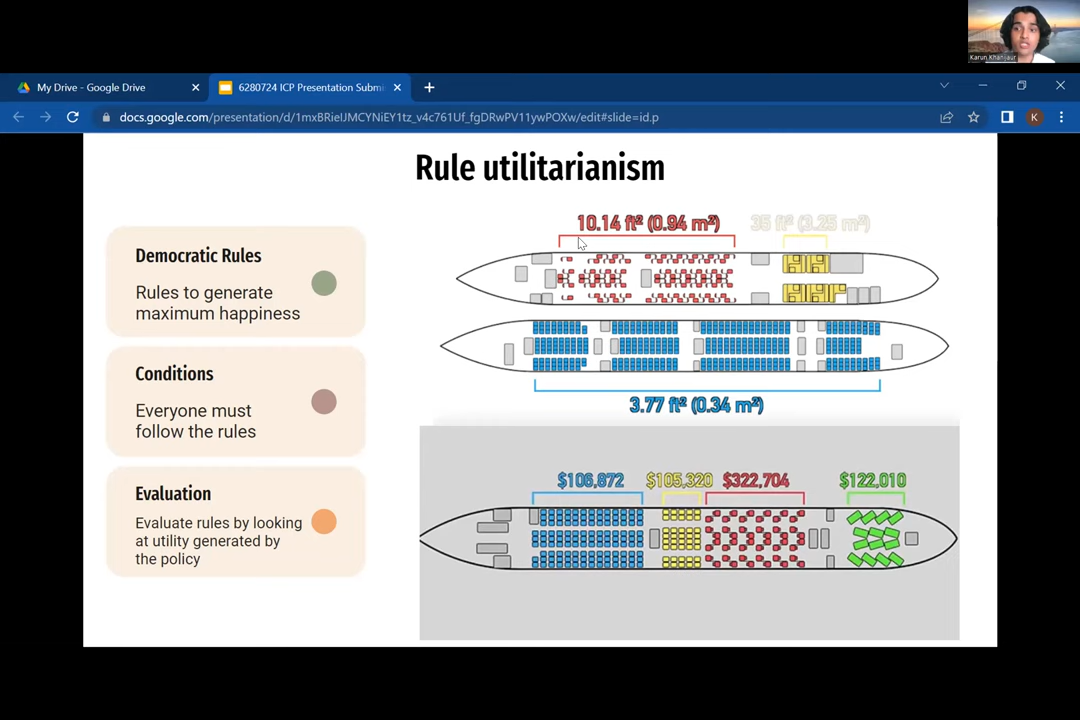 Karun Khanijaur
My Drive - Google Drive
6280724 ICP Presentation Submi
docs.google.com/presentation/d/1mxBRielJMCYNiEY1tz_v4c761Uf_fgDRwPV11ywPOXw/edit#slide=id.p
K
Rule utilitarianism
Democratic Rules
Rules to generate
maximum happiness
Conditions
Everyone must
follow the rules
Evaluation
Evaluate rules by looking
at utility generated by
the policy
10.14 ft² (0.94 m²)
35 ft² (3.25 m²)
3.77 ft² (0.34 m²)
$106,872
$105,320
$322,704
$122,010